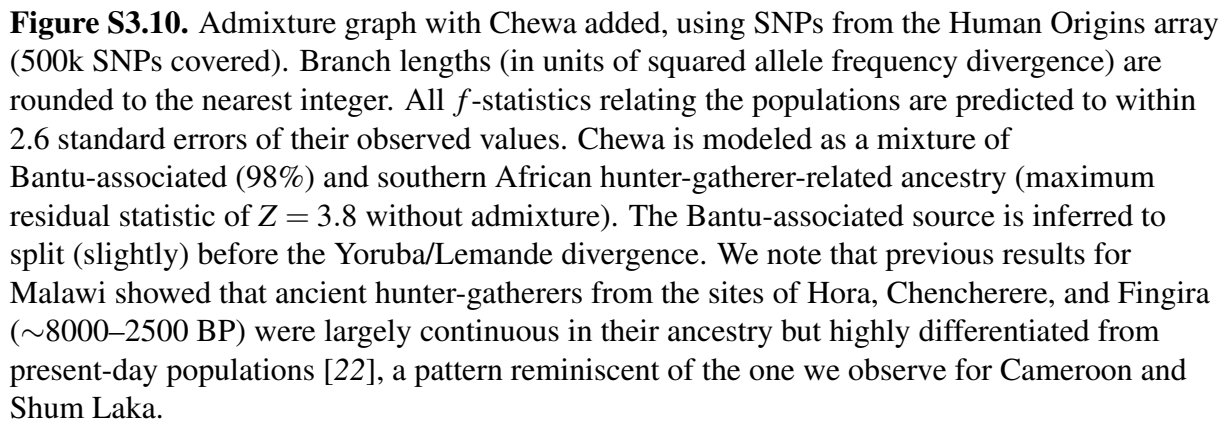 Figure S3.10. Admixture graph with Chewa added, using SNPs from the Human Origins array
(500k SNPs covered). Branch lengths (in units of squared allele frequency divergence) are
rounded to the nearest integer. All f-statistics relating the populations are predicted to within
2.6 standard errors of their observed values. Chewa is modeled as a mixture of
Bantu-associated (98%) and southern African hunter-gatherer-related ancestry (maximum
residual statistic of Z = 3.8 without admixture). The Bantu-associated source is inferred to
split (slightly) before the Yoruba/Lemande divergence. We note that previous results for
Malawi showed that ancient hunter-gatherers from the sites of Hora, Chencherere, and Fingira
(∼8000–2500 BP) were largely continuous in their ancestry but highly differentiated from
present-day populations [22], a pattern reminiscent of the one we observe for Cameroon and
Shum Laka.